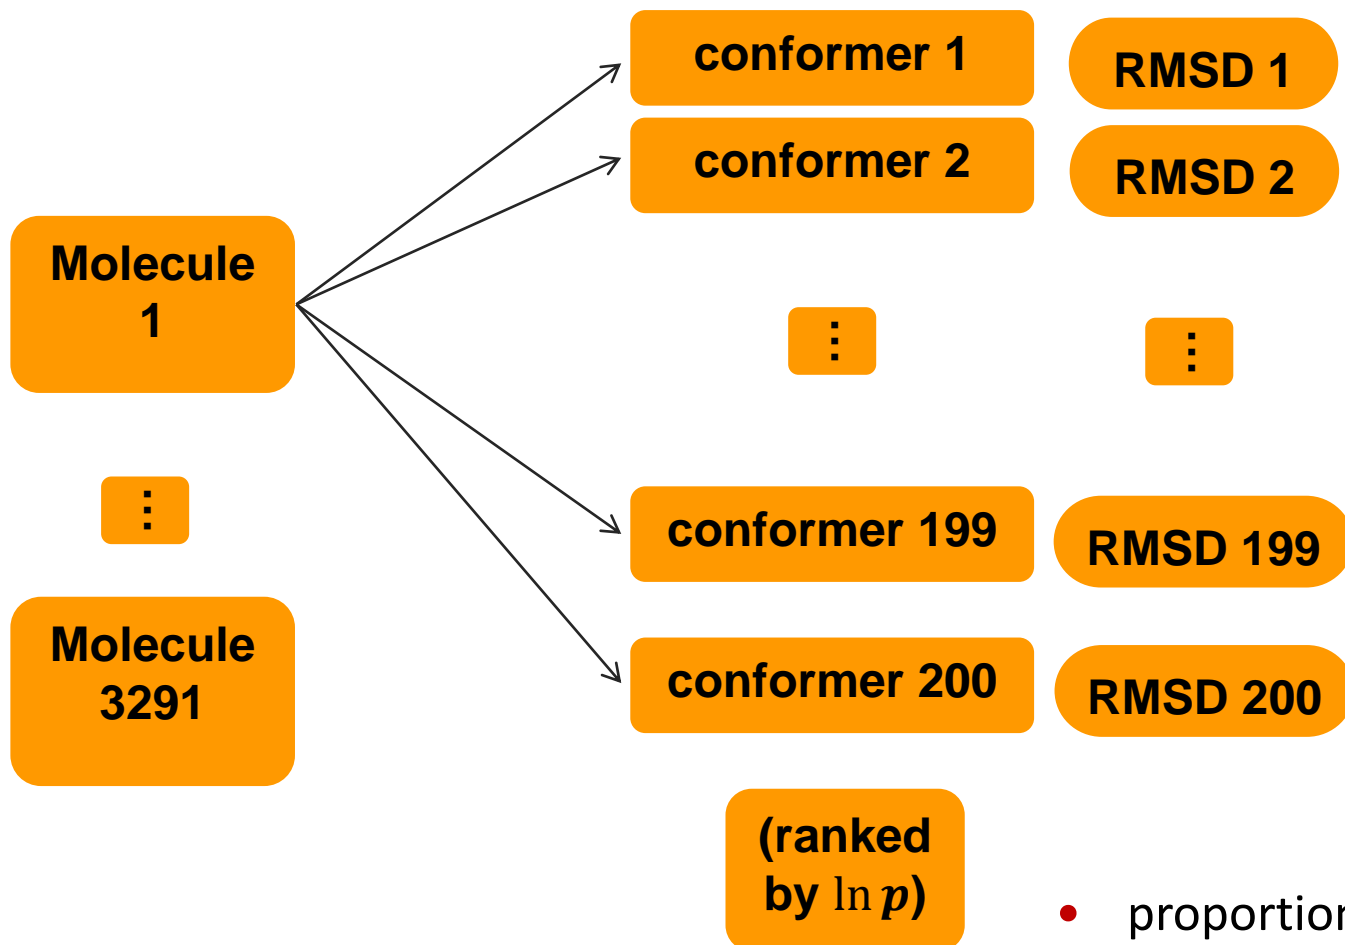 conformer 1
RMSD 1
conformer 2
RMSD 2
Molecule
1
⋮
⋮
conformer 199
RMSD 199
⋮
Molecule
3291
conformer 200
RMSD 200
(ranked
by ln p)
• proportion